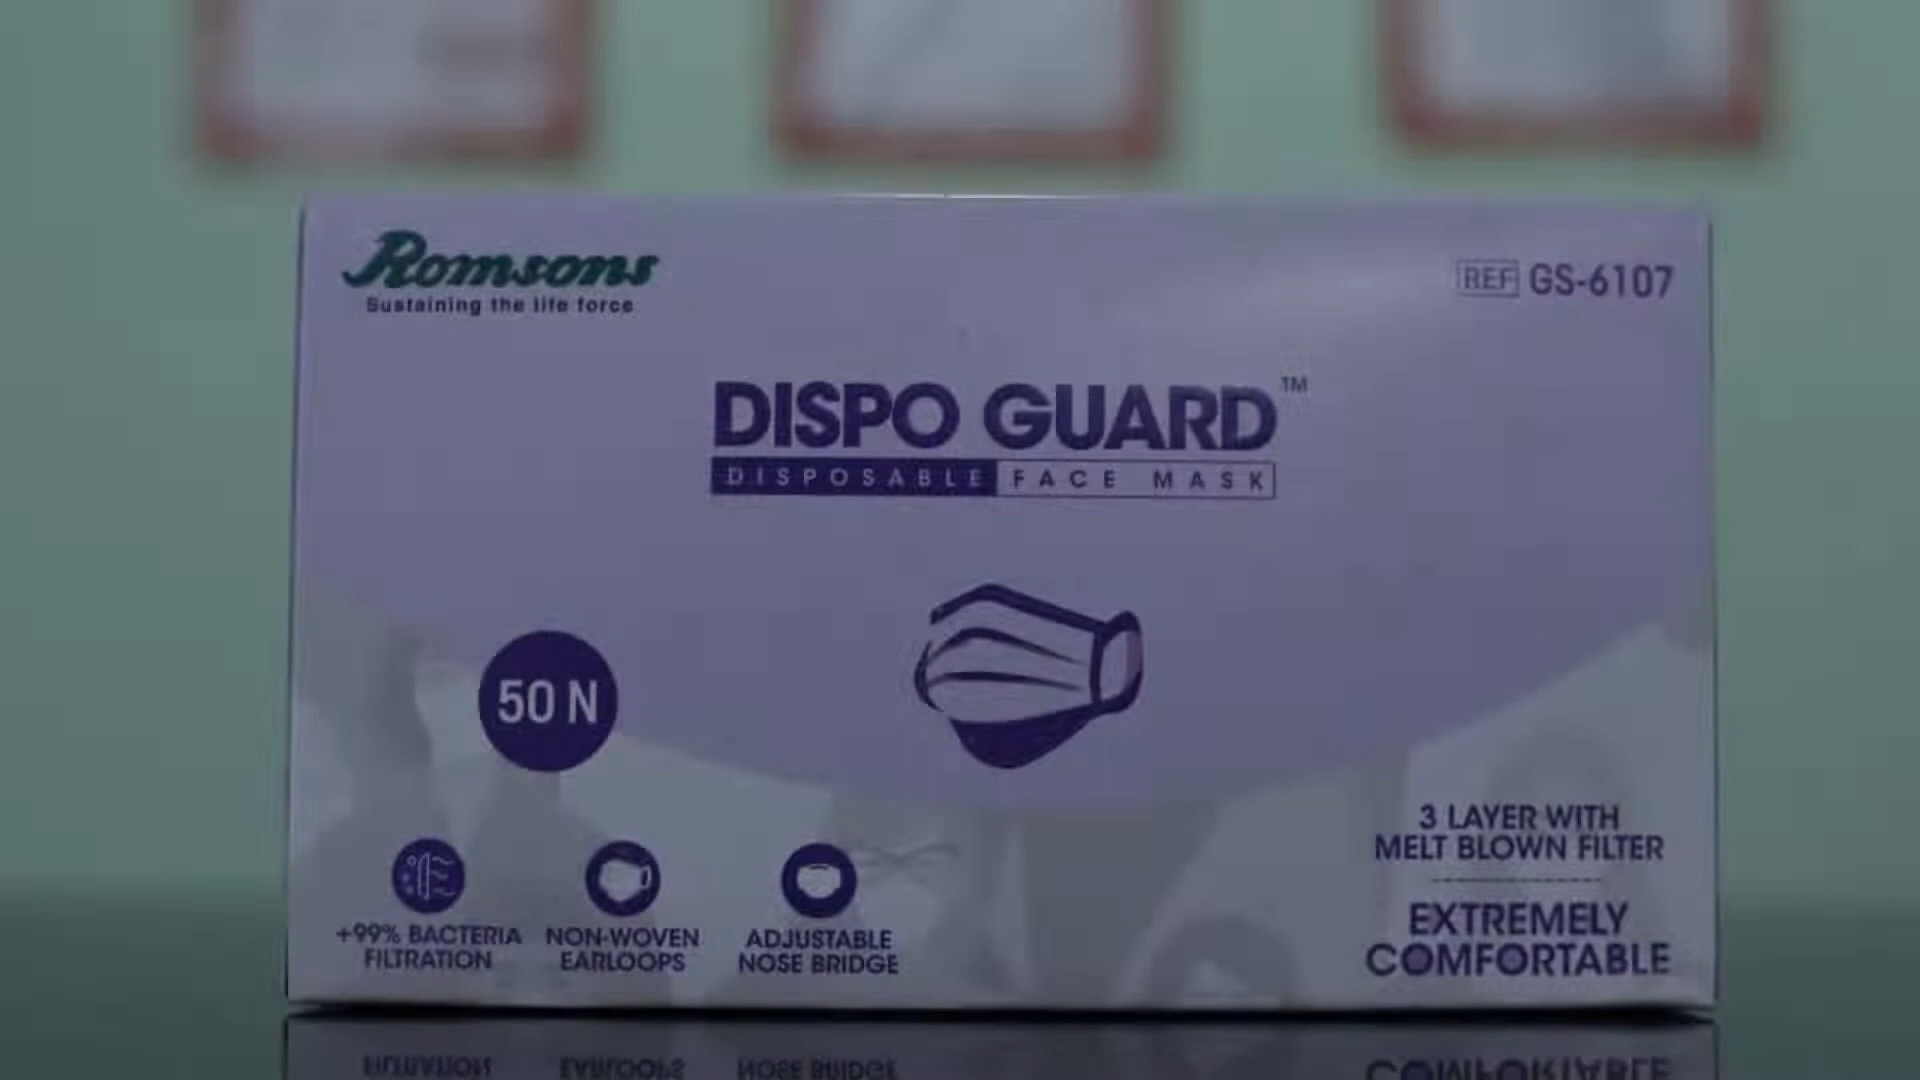 Romsons
Sustaining the life force
REF GS-6107
DISPO GUARD™
DISPOSABLE FACE MASK
50 N
3 LAYER WITH
MELT BLOWN FILTER
EXTREMELY
COMFORTABLE
+99% BACTERIA
FILTRATION
NON-WOVEN
EARLOOPS
ADJUSTABLE
NOSE BRIDGE